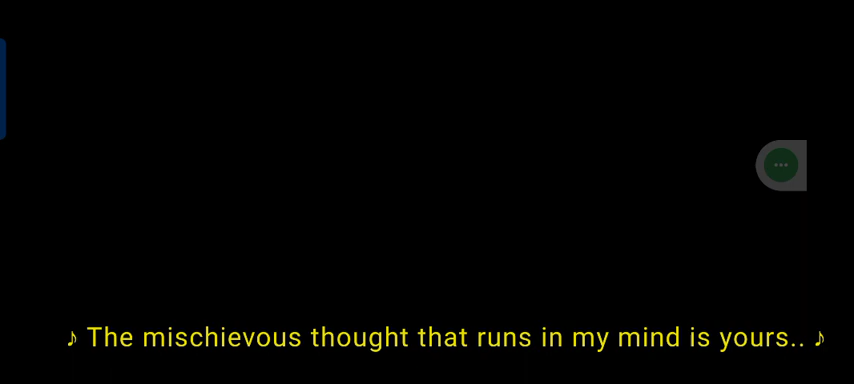 ♪ The mischievous thought that runs in my mind is yours.. ♪